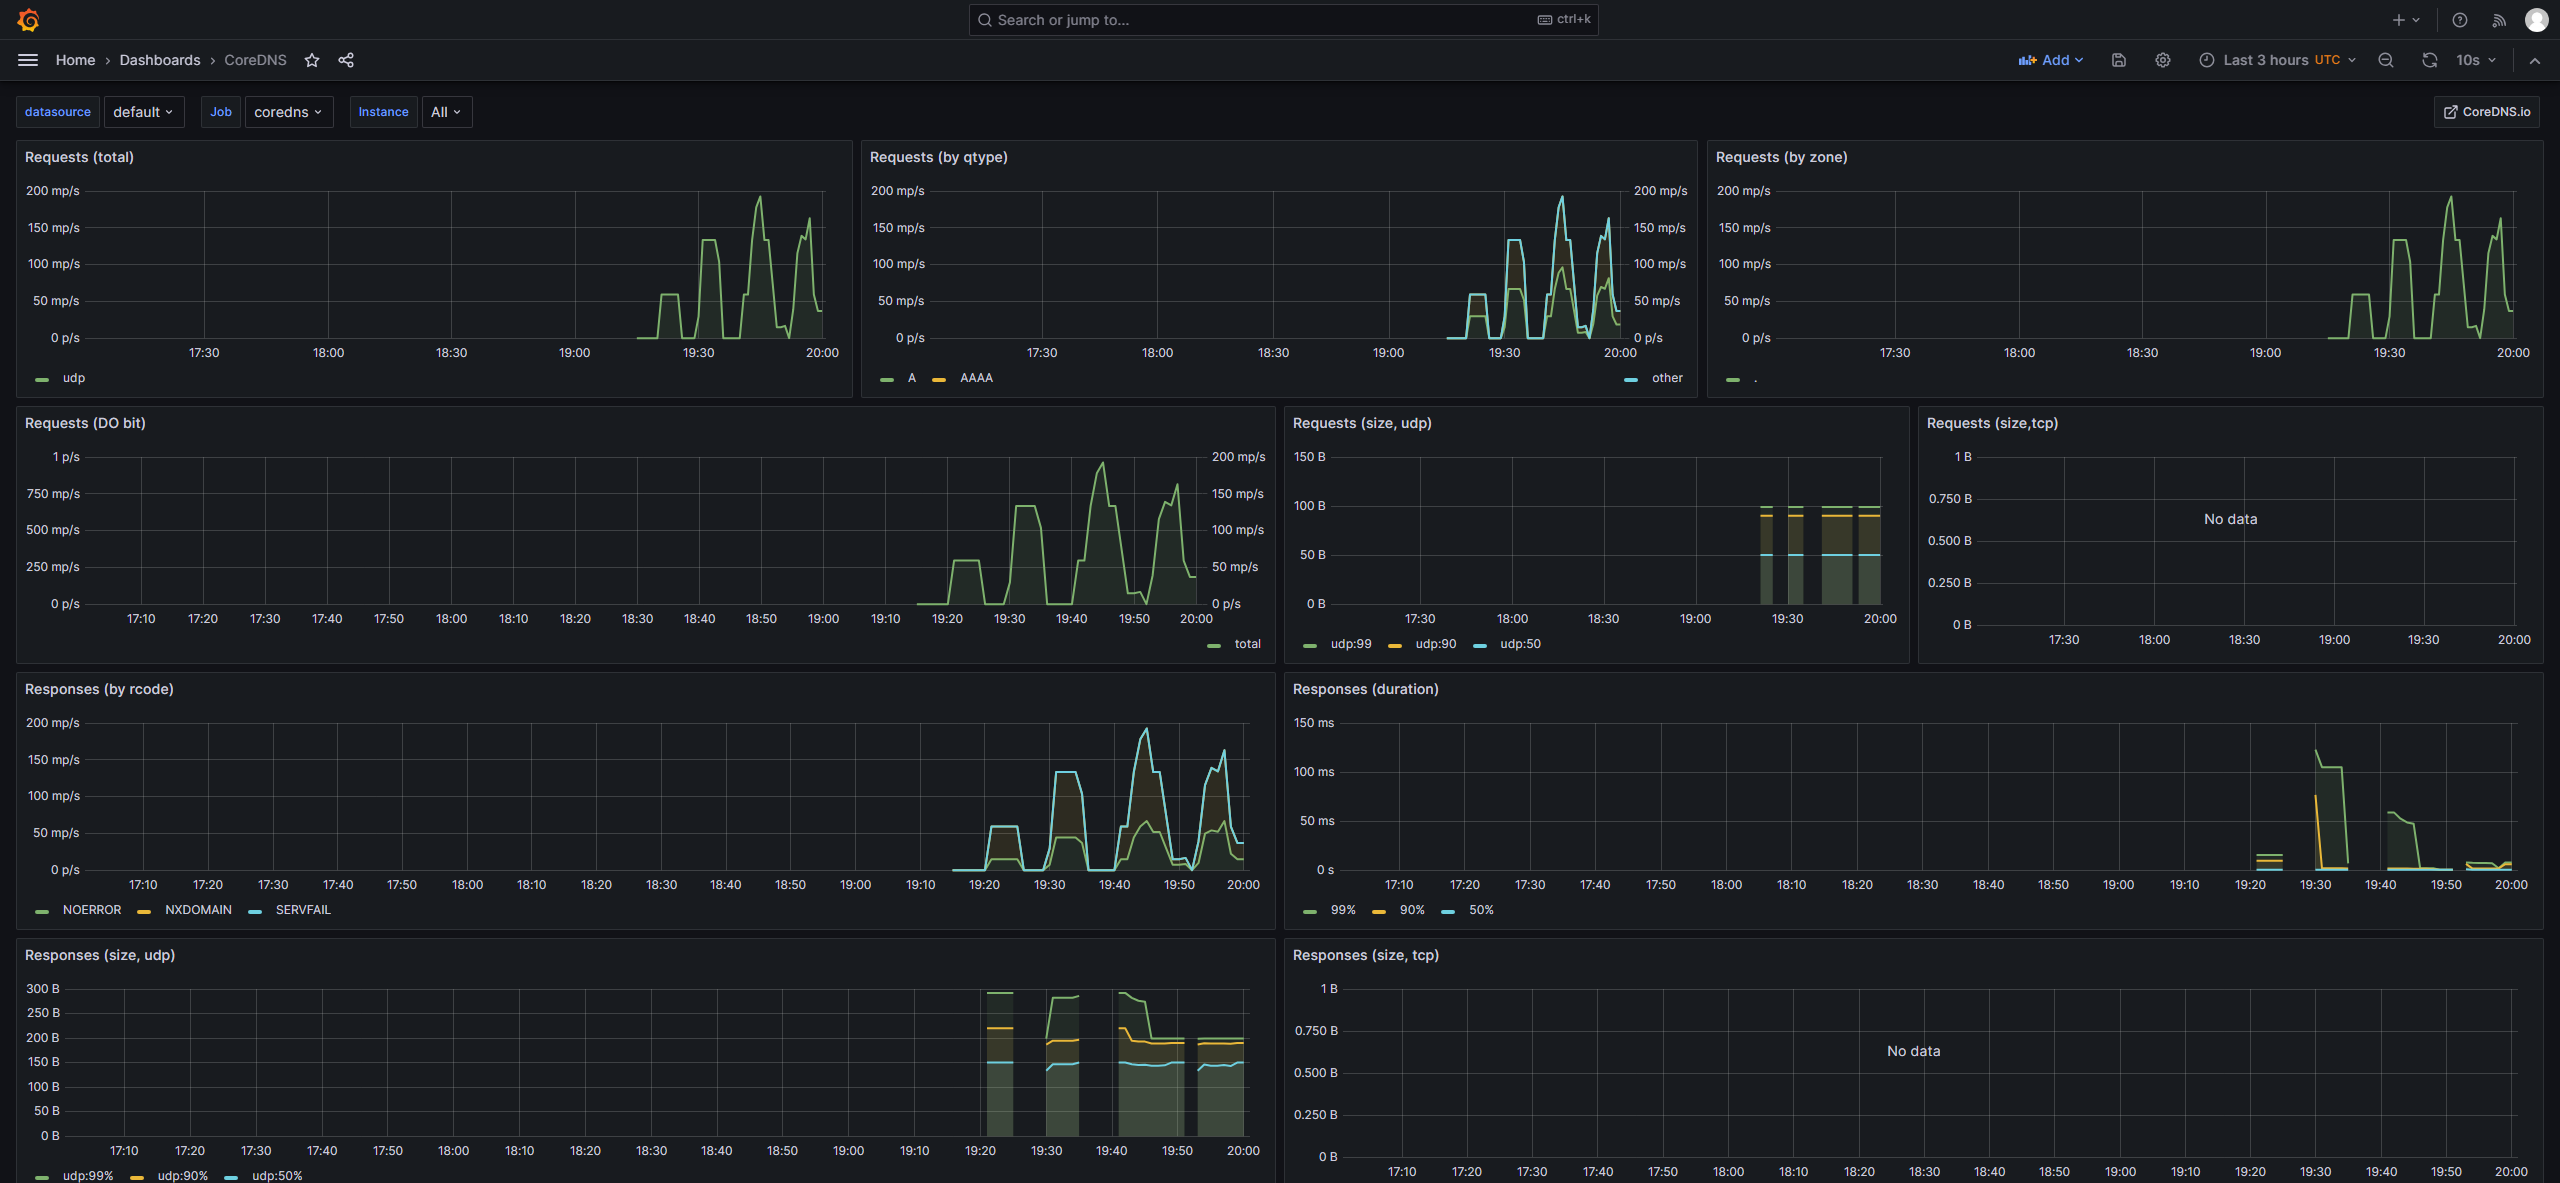 Search or jump to... ctrl+k
Home › Dashboards › CoreDNS Add Last 3 hours UTC 10s
datasource default Job coredns Instance All CoreDNS.io
Requests (total)
200 mp/s
150 mp/s
100 mp/s
50 mp/s
0 p/s
17:30 18:00 18:30 19:00 19:30 20:00
udp
Requests (by qtype)
200 mp/s 200 mp/s
150 mp/s 150 mp/s
100 mp/s 100 mp/s
50 mp/s 50 mp/s
0 p/s 0 p/s
17:30 18:00 18:30 19:00 19:30 20:00
A AAAA other
Requests (by zone)
200 mp/s
150 mp/s
100 mp/s
50 mp/s
0 p/s
17:30 18:00 18:30 19:00 19:30 20:00
.
Requests (DO bit)
1 p/s 200 mp/s
750 mp/s 150 mp/s
500 mp/s 100 mp/s
250 mp/s 50 mp/s
0 p/s 0 p/s
17:10 17:20 17:30 17:40 17:50 18:00 18:10 18:20 18:30 18:40 18:50 19:00 19:10 19:20 19:30 19:40 19:50 20:00
total
Requests (size, udp)
150 B
100 B
50 B
0 B
17:30 18:00 18:30 19:00 19:30 20:00
udp:99 udp:90 udp:50
Requests (size,tcp)
1 B
0.750 B
No data
0.500 B
0.250 B
0 B
17:30 18:00 18:30 19:00 19:30 20:00
Responses (by rcode)
200 mp/s
150 mp/s
100 mp/s
50 mp/s
0 p/s
17:10 17:20 17:30 17:40 17:50 18:00 18:10 18:20 18:30 18:40 18:50 19:00 19:10 19:20 19:30 19:40 19:50 20:00
NOERROR NXDOMAIN SERVFAIL
Responses (duration)
150 ms
100 ms
50 ms
0 s
17:10 17:20 17:30 17:40 17:50 18:00 18:10 18:20 18:30 18:40 18:50 19:00 19:10 19:20 19:30 19:40 19:50 20:00
99% 90% 50%
Responses (size, udp)
300 B
250 B
200 B
150 B
100 B
50 B
0 B
17:10 17:20 17:30 17:40 17:50 18:00 18:10 18:20 18:30 18:40 18:50 19:00 19:10 19:20 19:30 19:40 19:50 20:00
udp:99% udp:90% udp:50%
Responses (size, tcp)
1 B
0.750 B
No data
0.500 B
0.250 B
0 B
17:10 17:20 17:30 17:40 17:50 18:00 18:10 18:20 18:30 18:40 18:50 19:00 19:10 19:20 19:30 19:40 19:50 20:00